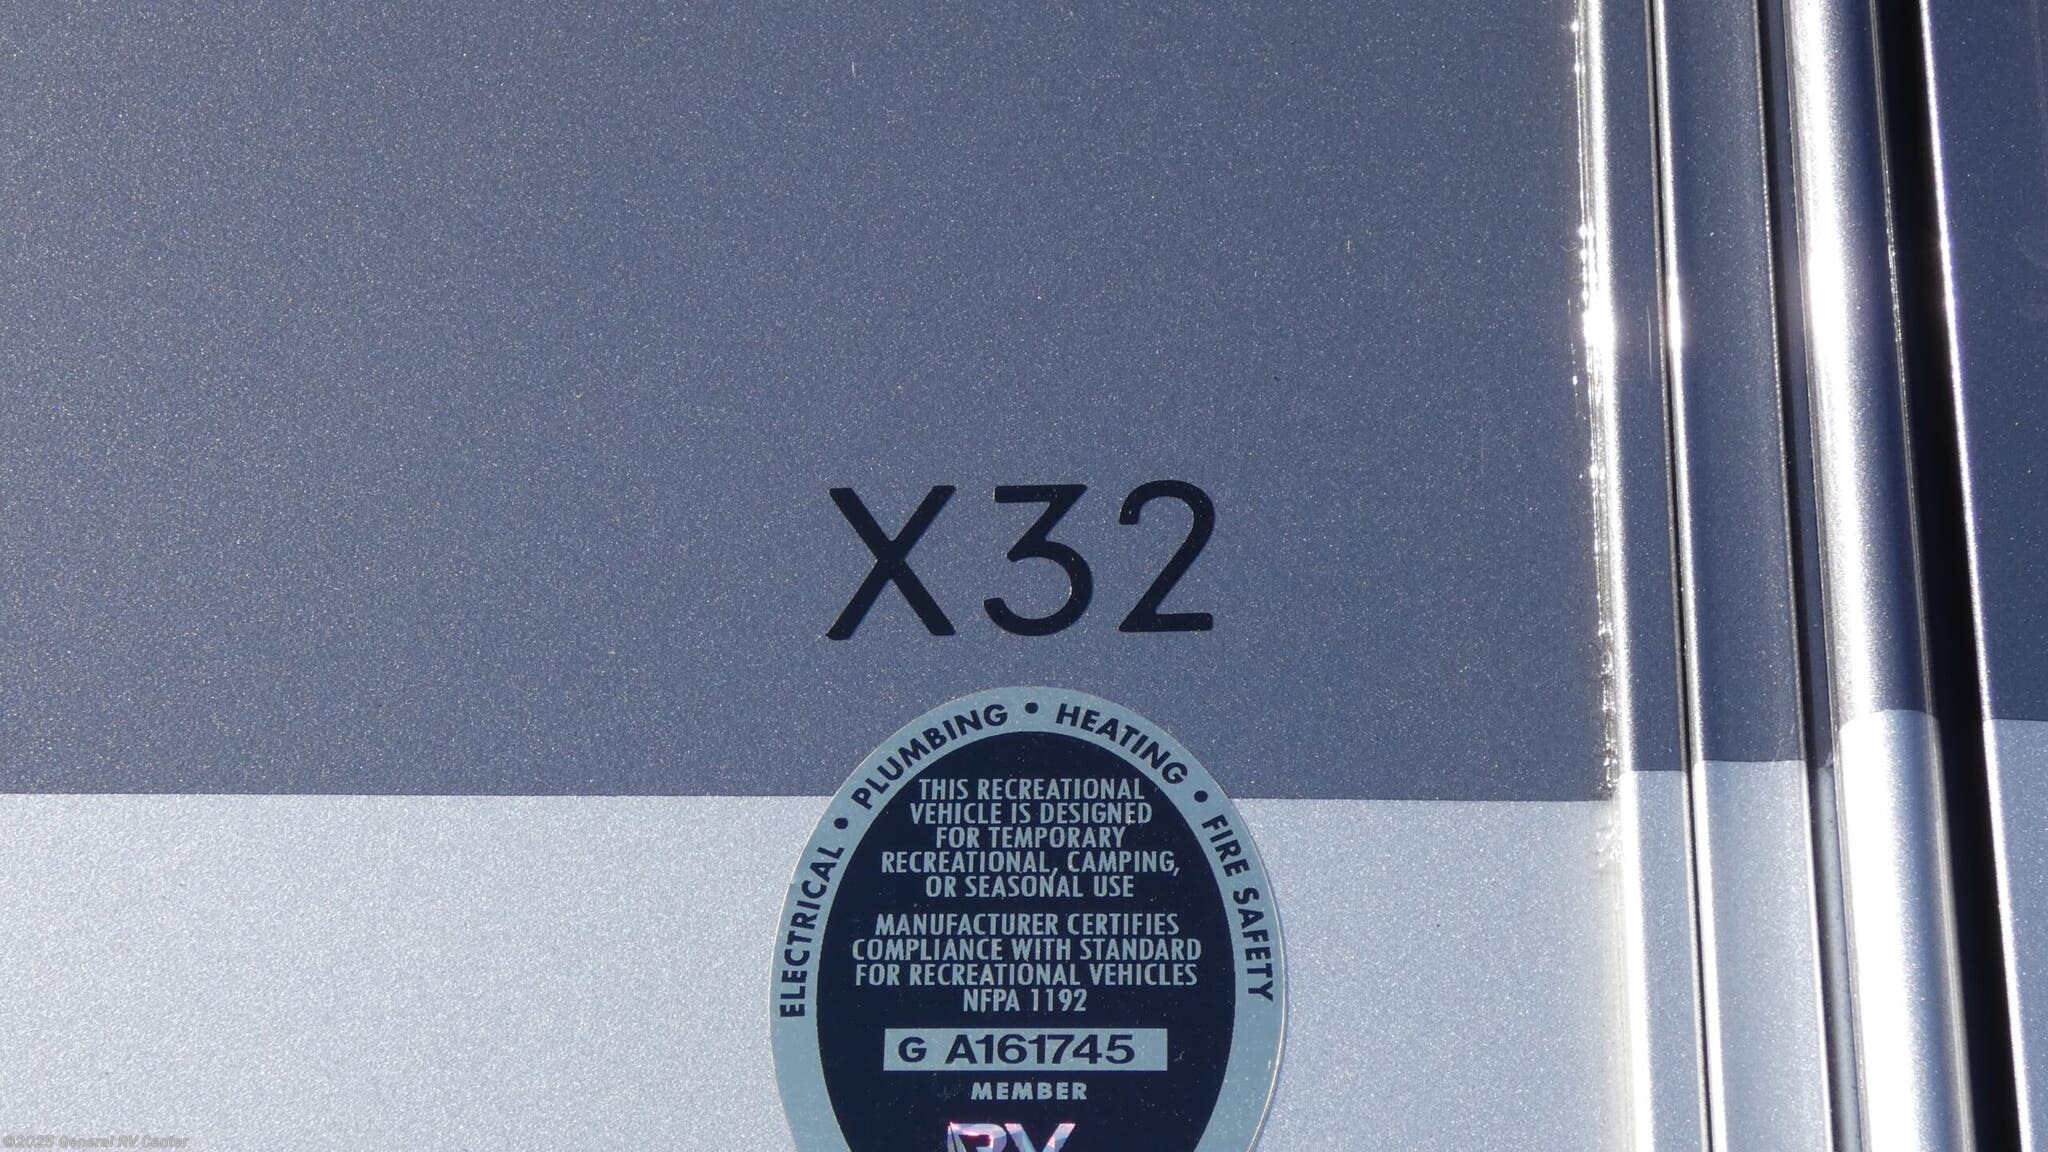 X32
ELECTRICAL • PLUMBING • HEATING • FIRE SAFETY
THIS RECREATIONAL
VEHICLE IS DESIGNED
FOR TEMPORARY
RECREATIONAL, CAMPING,
OR SEASONAL USE
MANUFACTURER CERTIFIES
COMPLIANCE WITH STANDARD
FOR RECREATIONAL VEHICLES
NFPA 1192
G A161745
MEMBER
RV
©2025 General RV Center